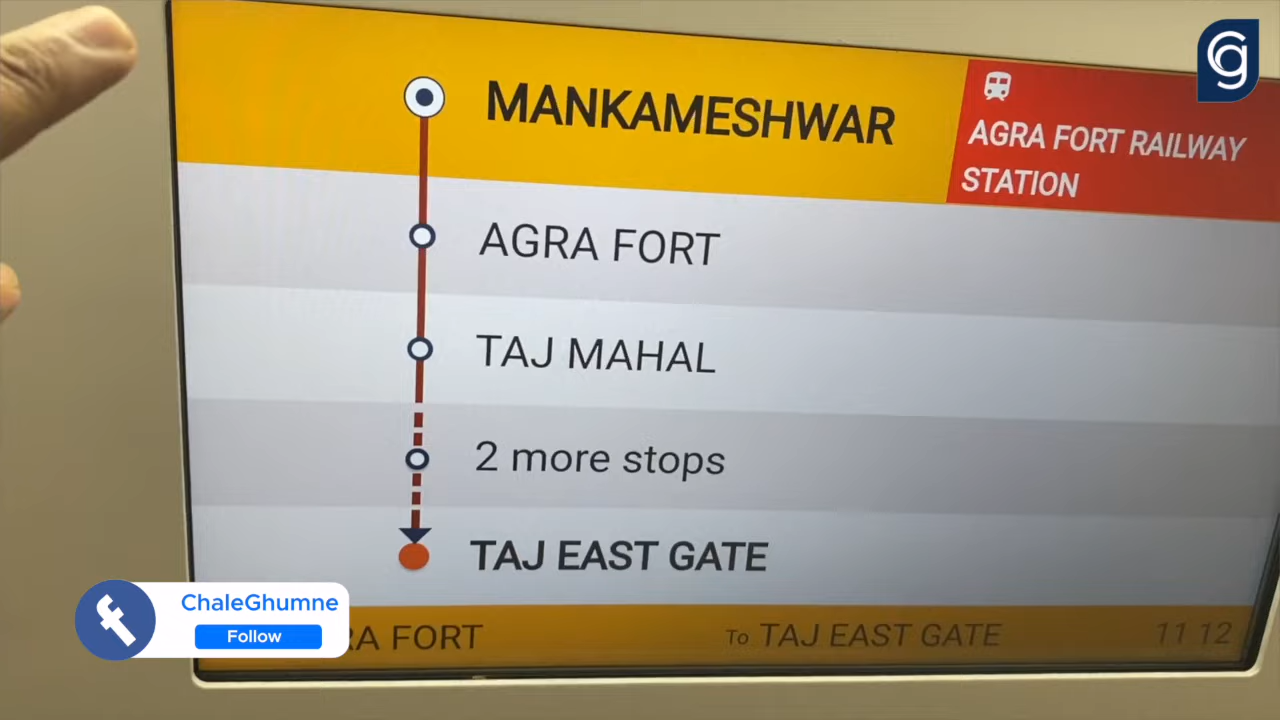 MANKAMESHWAR
AGRA FORT RAILWAY
STATION
AGRA FORT
TAJ MAHAL
2 more stops
TAJ EAST GATE
ChaleGhumne
Follow
RA FORT
To TAJ EAST GATE
11 12